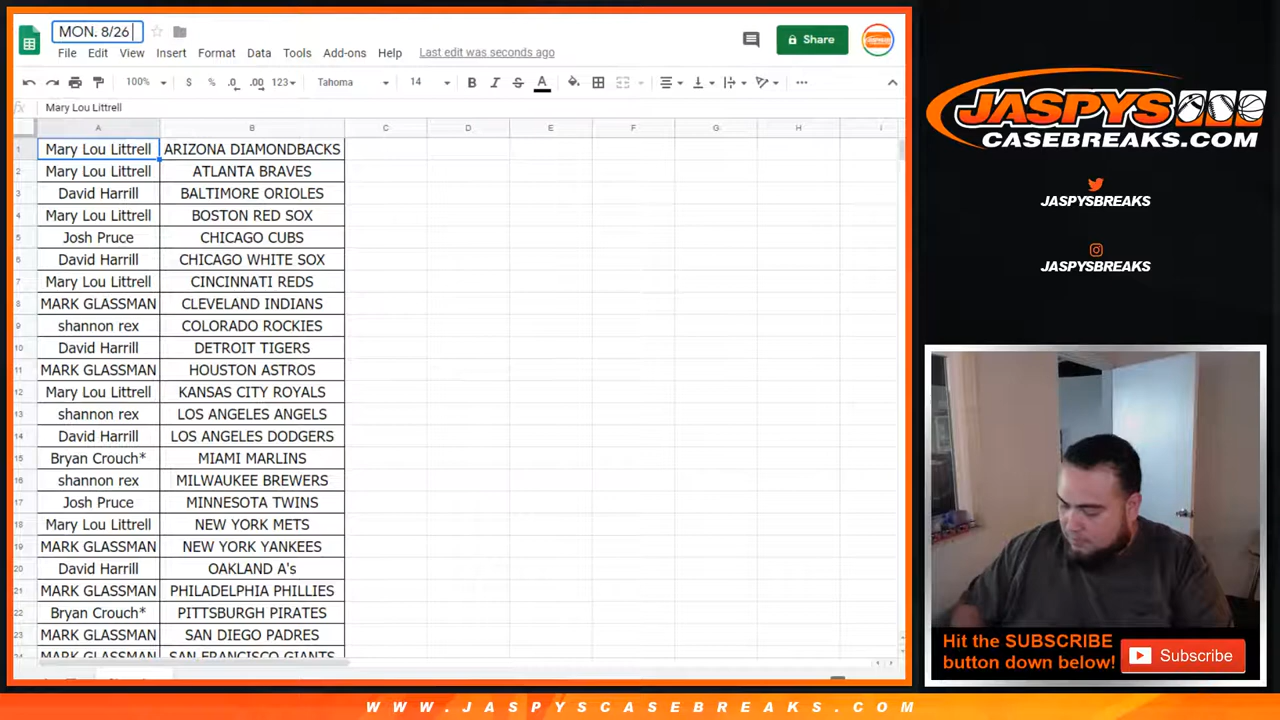 MON. 8/26
File Edit View Insert Format Data Tools Add-ons Help Last edit was seconds ago
Share
100% $ % .0 .00 123 Tahoma 14 B I S A
fx Mary Lou Littrell
A B C D E F G H I
1 Mary Lou Littrell ARIZONA DIAMONDBACKS
2 Mary Lou Littrell ATLANTA BRAVES
3 David Harrill BALTIMORE ORIOLES
4 Mary Lou Littrell BOSTON RED SOX
5 Josh Pruce CHICAGO CUBS
6 David Harrill CHICAGO WHITE SOX
7 Mary Lou Littrell CINCINNATI REDS
8 MARK GLASSMAN CLEVELAND INDIANS
9 shannon rex COLORADO ROCKIES
10 David Harrill DETROIT TIGERS
11 MARK GLASSMAN HOUSTON ASTROS
12 Mary Lou Littrell KANSAS CITY ROYALS
13 shannon rex LOS ANGELES ANGELS
14 David Harrill LOS ANGELES DODGERS
15 Bryan Crouch* MIAMI MARLINS
16 shannon rex MILWAUKEE BREWERS
17 Josh Pruce MINNESOTA TWINS
18 Mary Lou Littrell NEW YORK METS
19 MARK GLASSMAN NEW YORK YANKEES
20 David Harrill OAKLAND A's
21 MARK GLASSMAN PHILADELPHIA PHILLIES
22 Bryan Crouch* PITTSBURGH PIRATES
23 MARK GLASSMAN SAN DIEGO PADRES
24 MARK GLASSMAN SAN FRANCISCO GIANTS
JASPYS
CASEBREAKS.COM
JASPYSBREAKS
JASPYSBREAKS
Hit the SUBSCRIBE
button down below!
Subscribe
WWW.JASPYSCASEBREAKS.COM